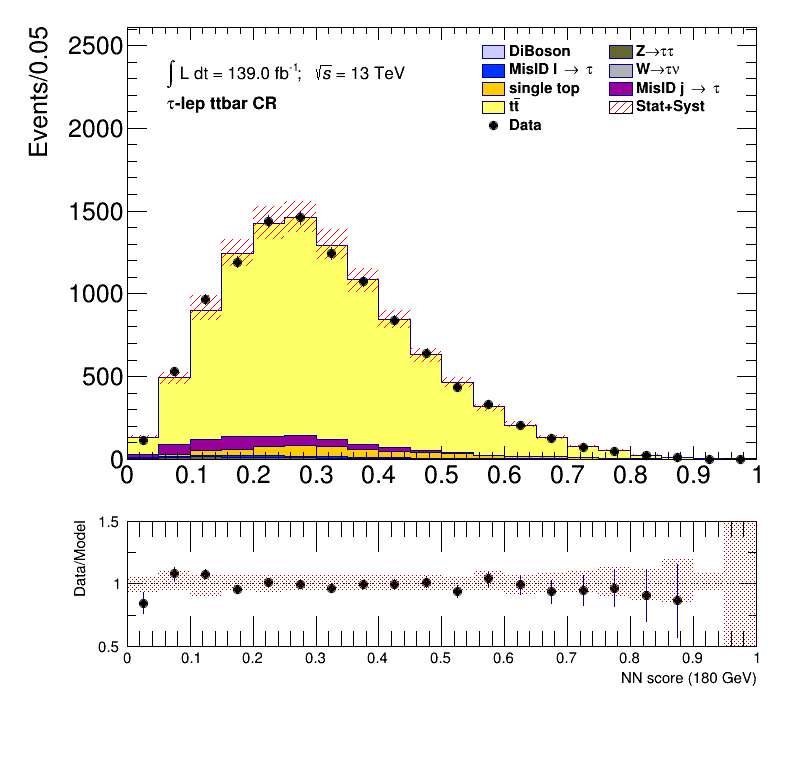 Events/0.05
2500
2000
1500
1000
500
0
∫ L dt = 139.0 fb⁻¹; √s = 13 TeV
τ-lep ttbar CR
DiBoson
MisID l → τ
single top
tt̄
Data
Z→ττ
W→τν
MisID j → τ
Stat+Syst
0 0.1 0.2 0.3 0.4 0.5 0.6 0.7 0.8 0.9 1
Data/Model
1.5
1
0.5
0 0.1 0.2 0.3 0.4 0.5 0.6 0.7 0.8 0.9 1
NN score (180 GeV)